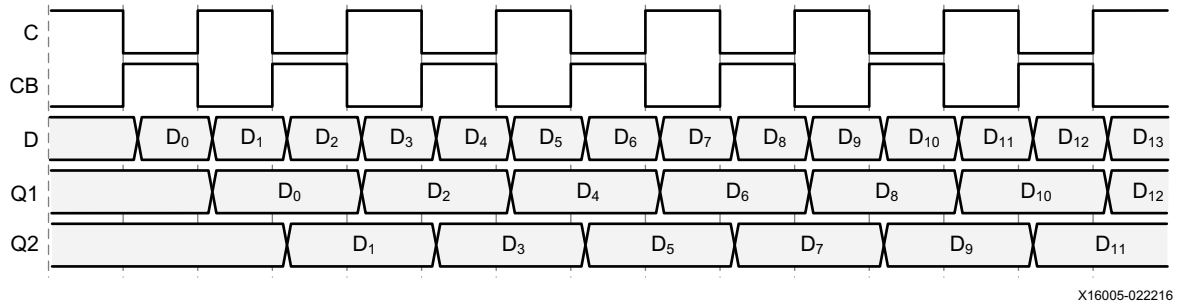 C
CB
D D₀ D₁ D₂ D₃ D₄ D₅ D₆ D₇ D₈ D₉ D₁₀ D₁₁ D₁₂ D₁₃
Q1 D₀ D₂ D₄ D₆ D₈ D₁₀ D₁₂
Q2 D₁ D₃ D₅ D₇ D₉ D₁₁
X16005-022216